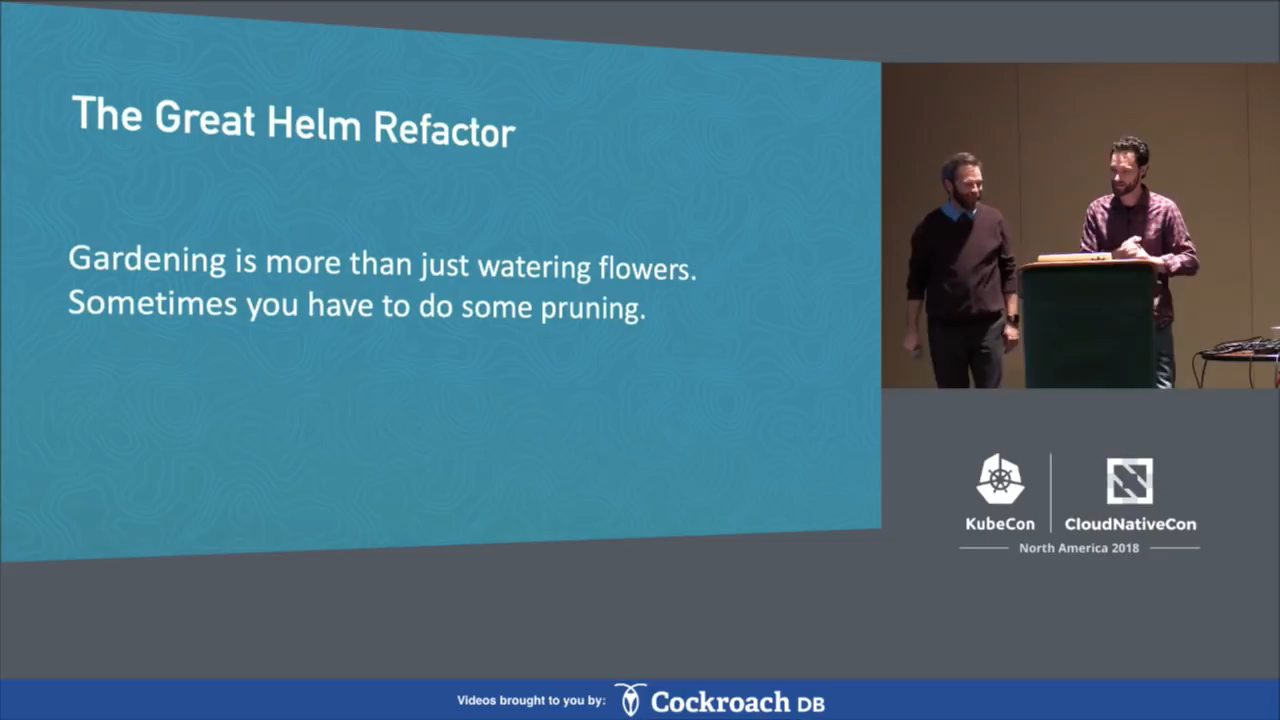 The Great Helm Refactor
Gardening is more than just watering flowers.
Sometimes you have to do some pruning.
KubeCon
CloudNativeCon
North America 2018
Videos brought to you by:
Cockroach DB